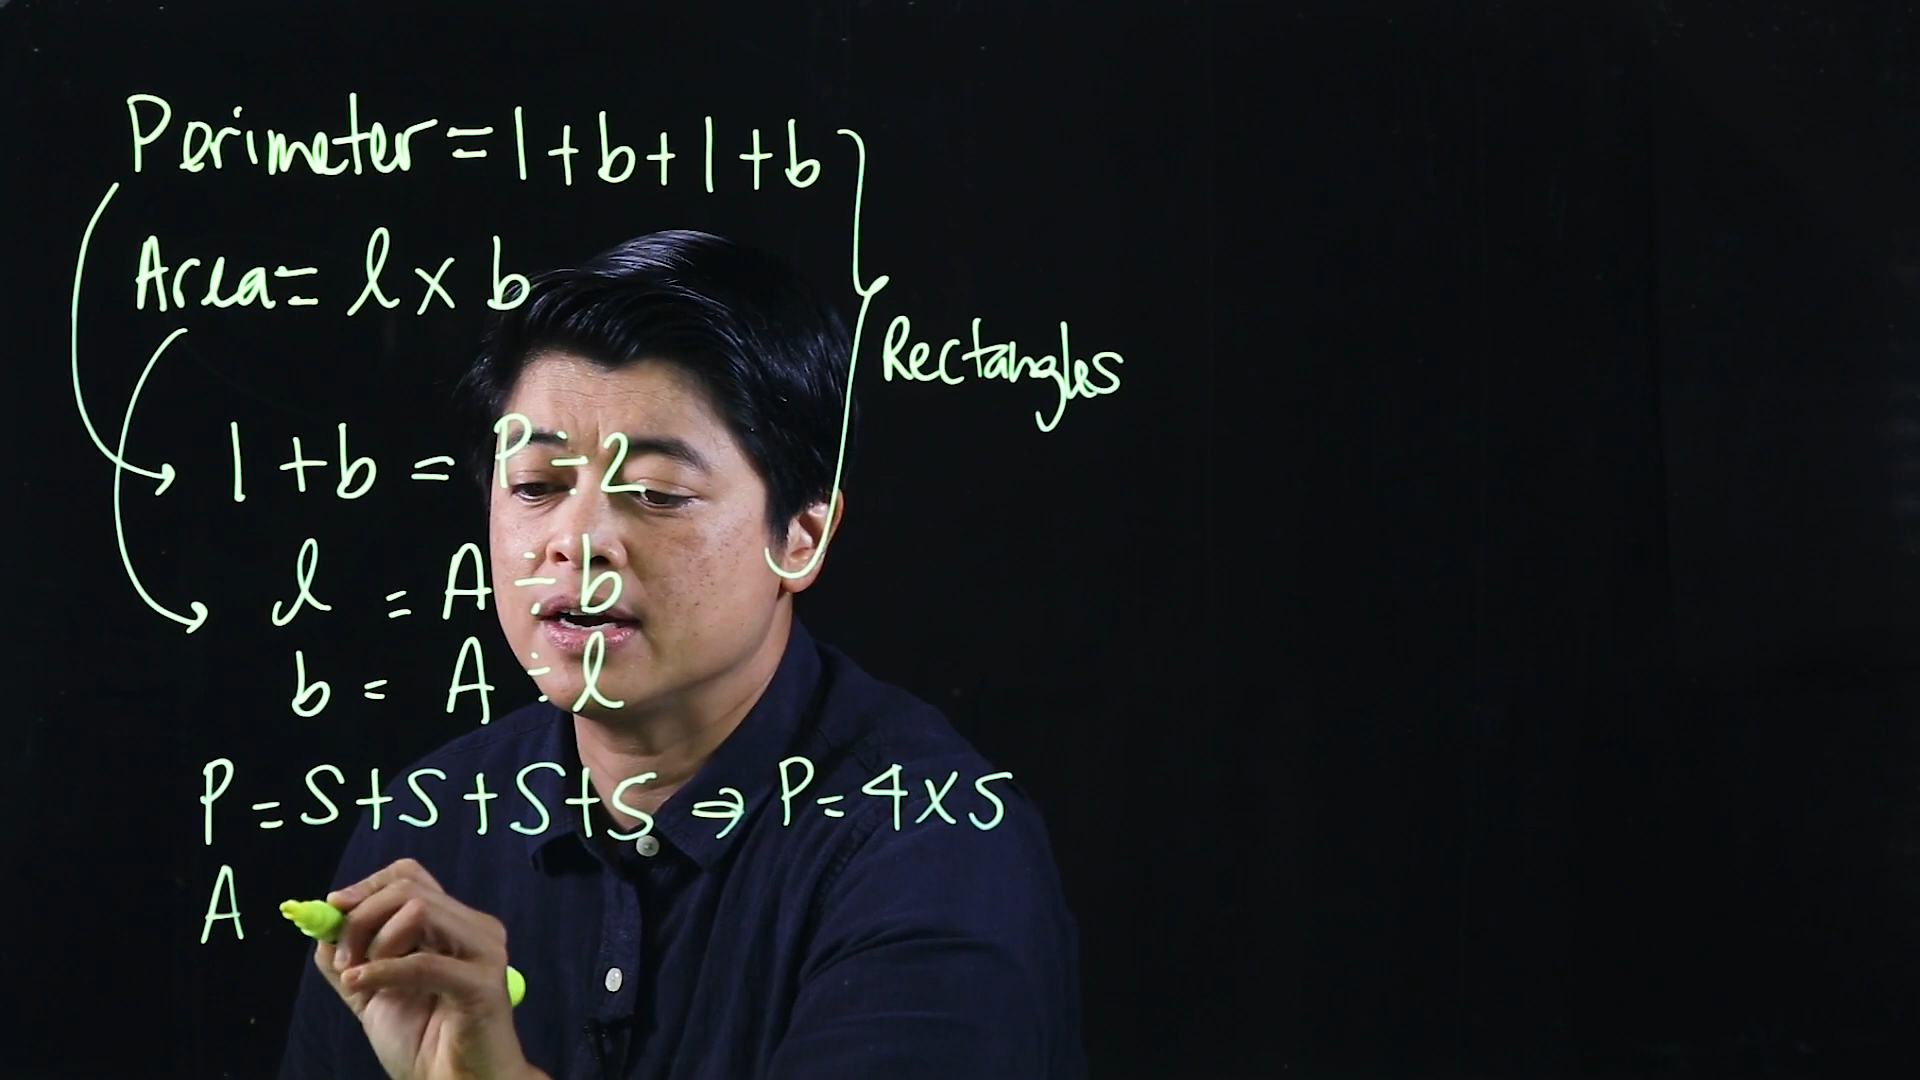 Perimeter = l + b + l + b
Area = l x b
Rectangles
l + b = P ÷ 2
l = A ÷ b
b = A ÷ l
P = S + S + S + S ⇒ P = 4 x S
A